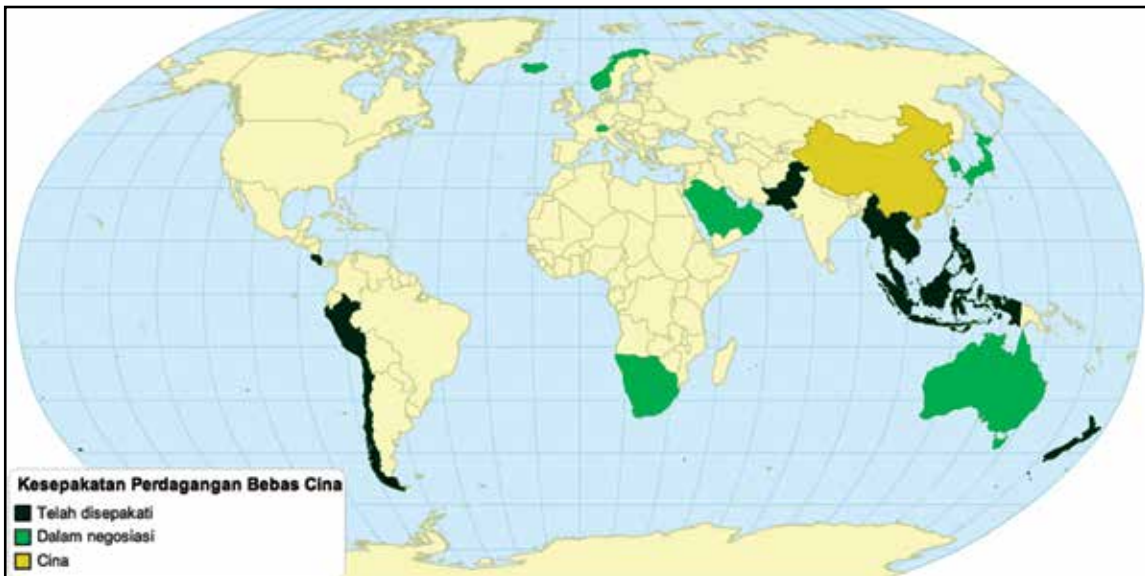 Kesepakatan Perdagangan Bebas Cina
Telah disepakati
Dalam negosiasi
Cina